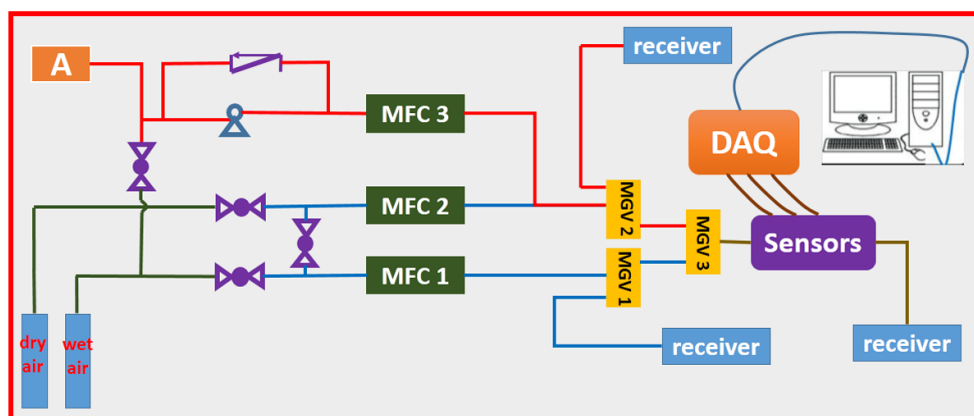 receiver
A
MFC 3
DAQ
MFC 2
MGV 2
MGV 3
Sensors
MFC 1
MGV 1
dry
air
wet
air
receiver
receiver